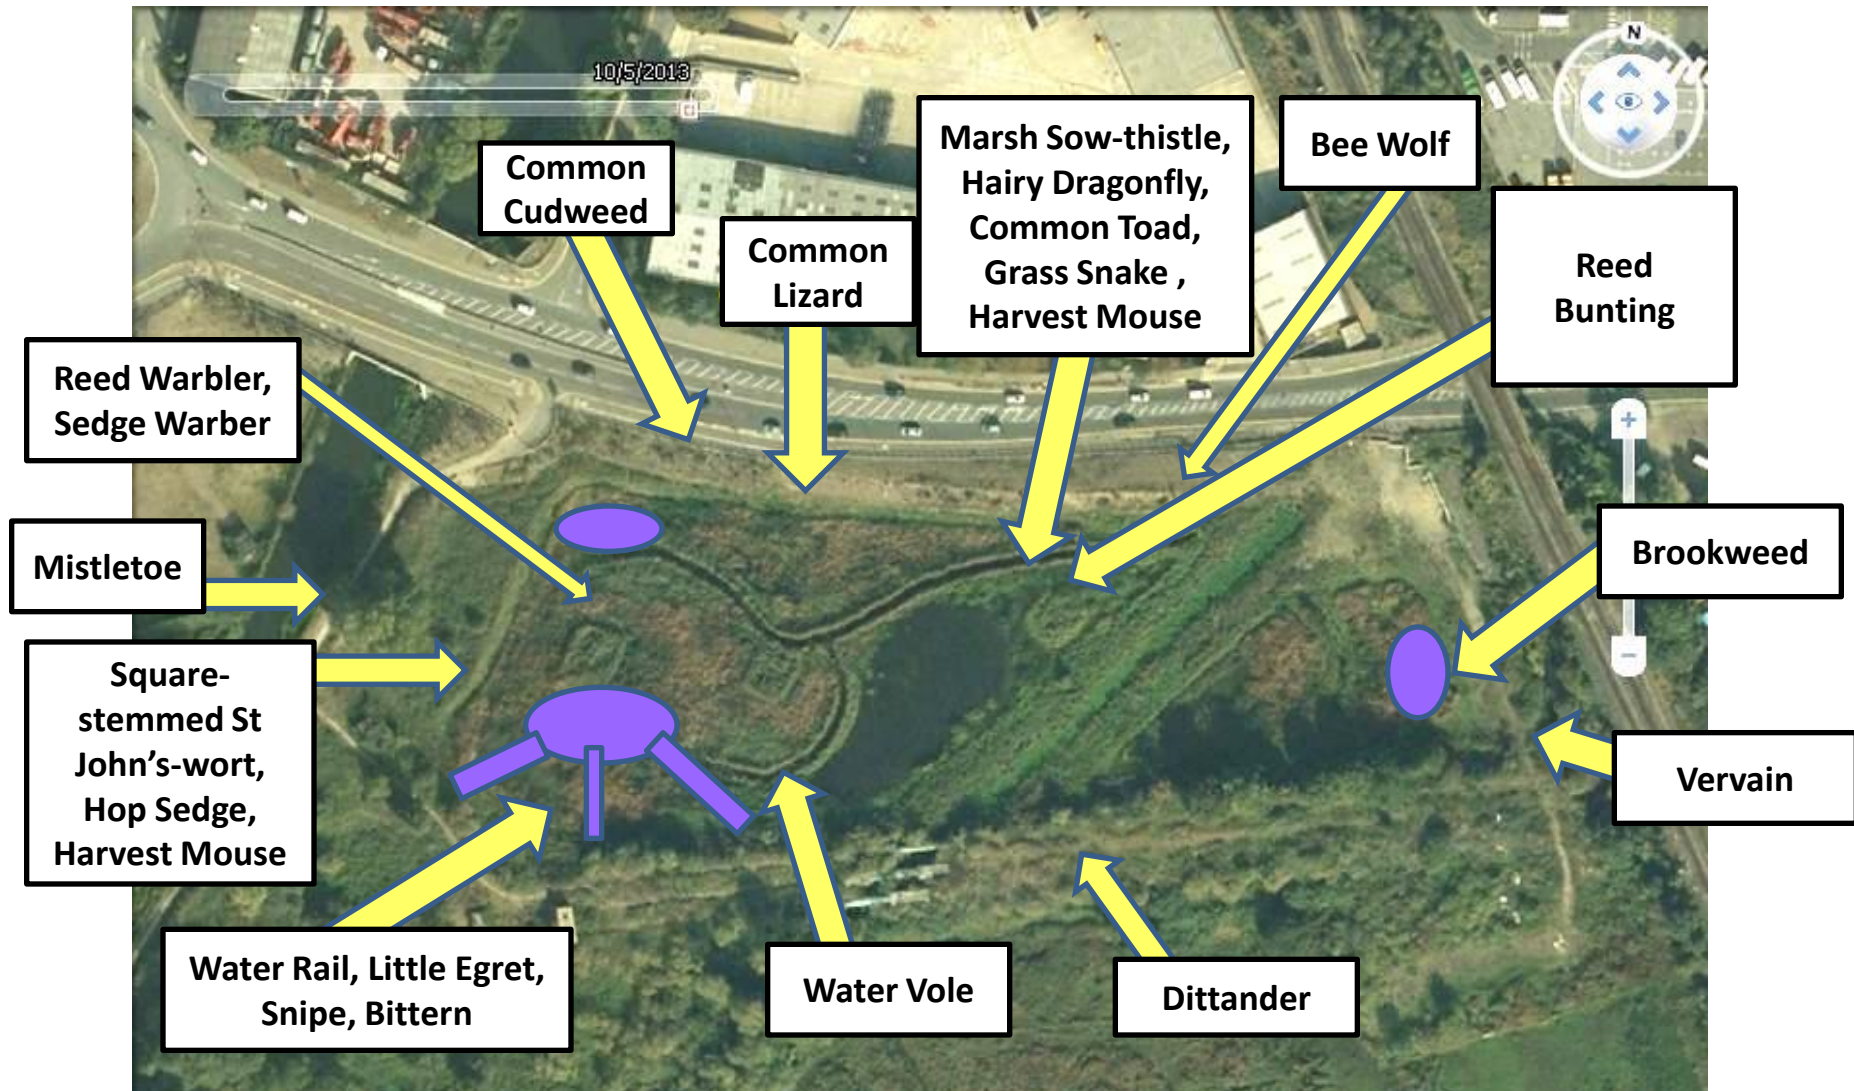 10/5/2013
N
Common
Cudweed
Common
Lizard
Marsh Sow-thistle,
Hairy Dragonfly,
Common Toad,
Grass Snake ,
Harvest Mouse
Bee Wolf
Reed
Bunting
Reed Warbler,
Sedge Warber
Mistletoe
Brookweed
Square-
stemmed St
John’s-wort,
Hop Sedge,
Harvest Mouse
Vervain
Water Rail, Little Egret,
Snipe, Bittern
Water Vole
Dittander